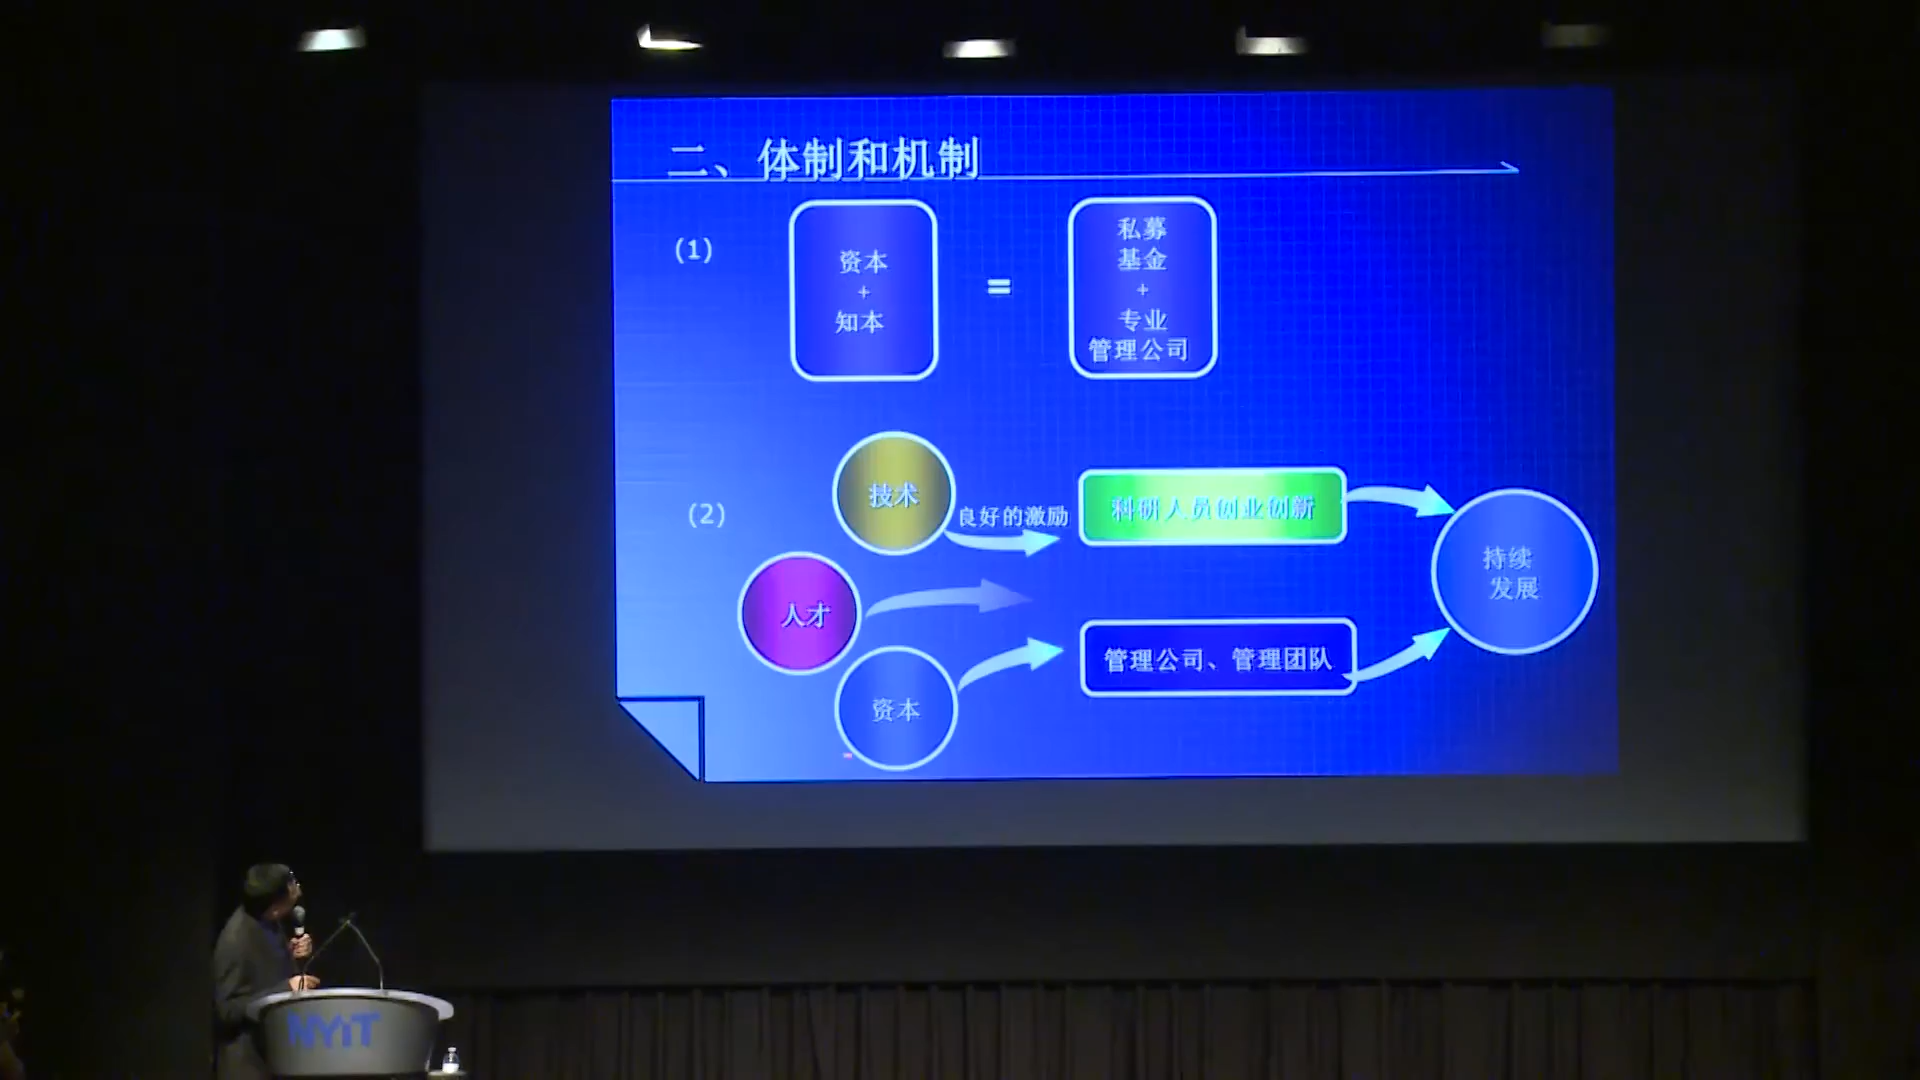 二、体制和机制
(1)
资本
+
知本
=
私募
基金
+
专业
管理公司
(2)
技术
良好的激励
科研人员创业创新
人才
持续
发展
管理公司、管理团队
资本
NYiT